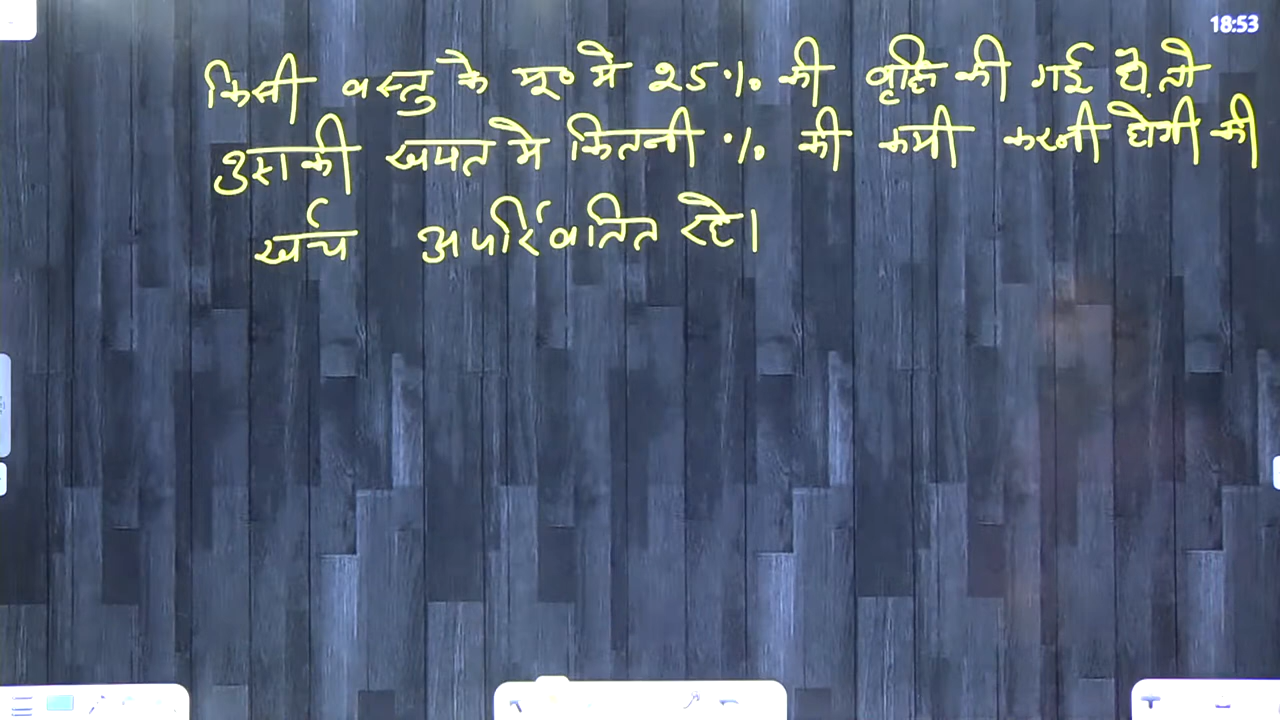 18:53
किसी वस्तु के मू० में 25% की वृद्धि की गई है, तो
उसकी खपत में कितनी % की कमी करनी होगी की
खर्च अपरिवर्तित रहे।